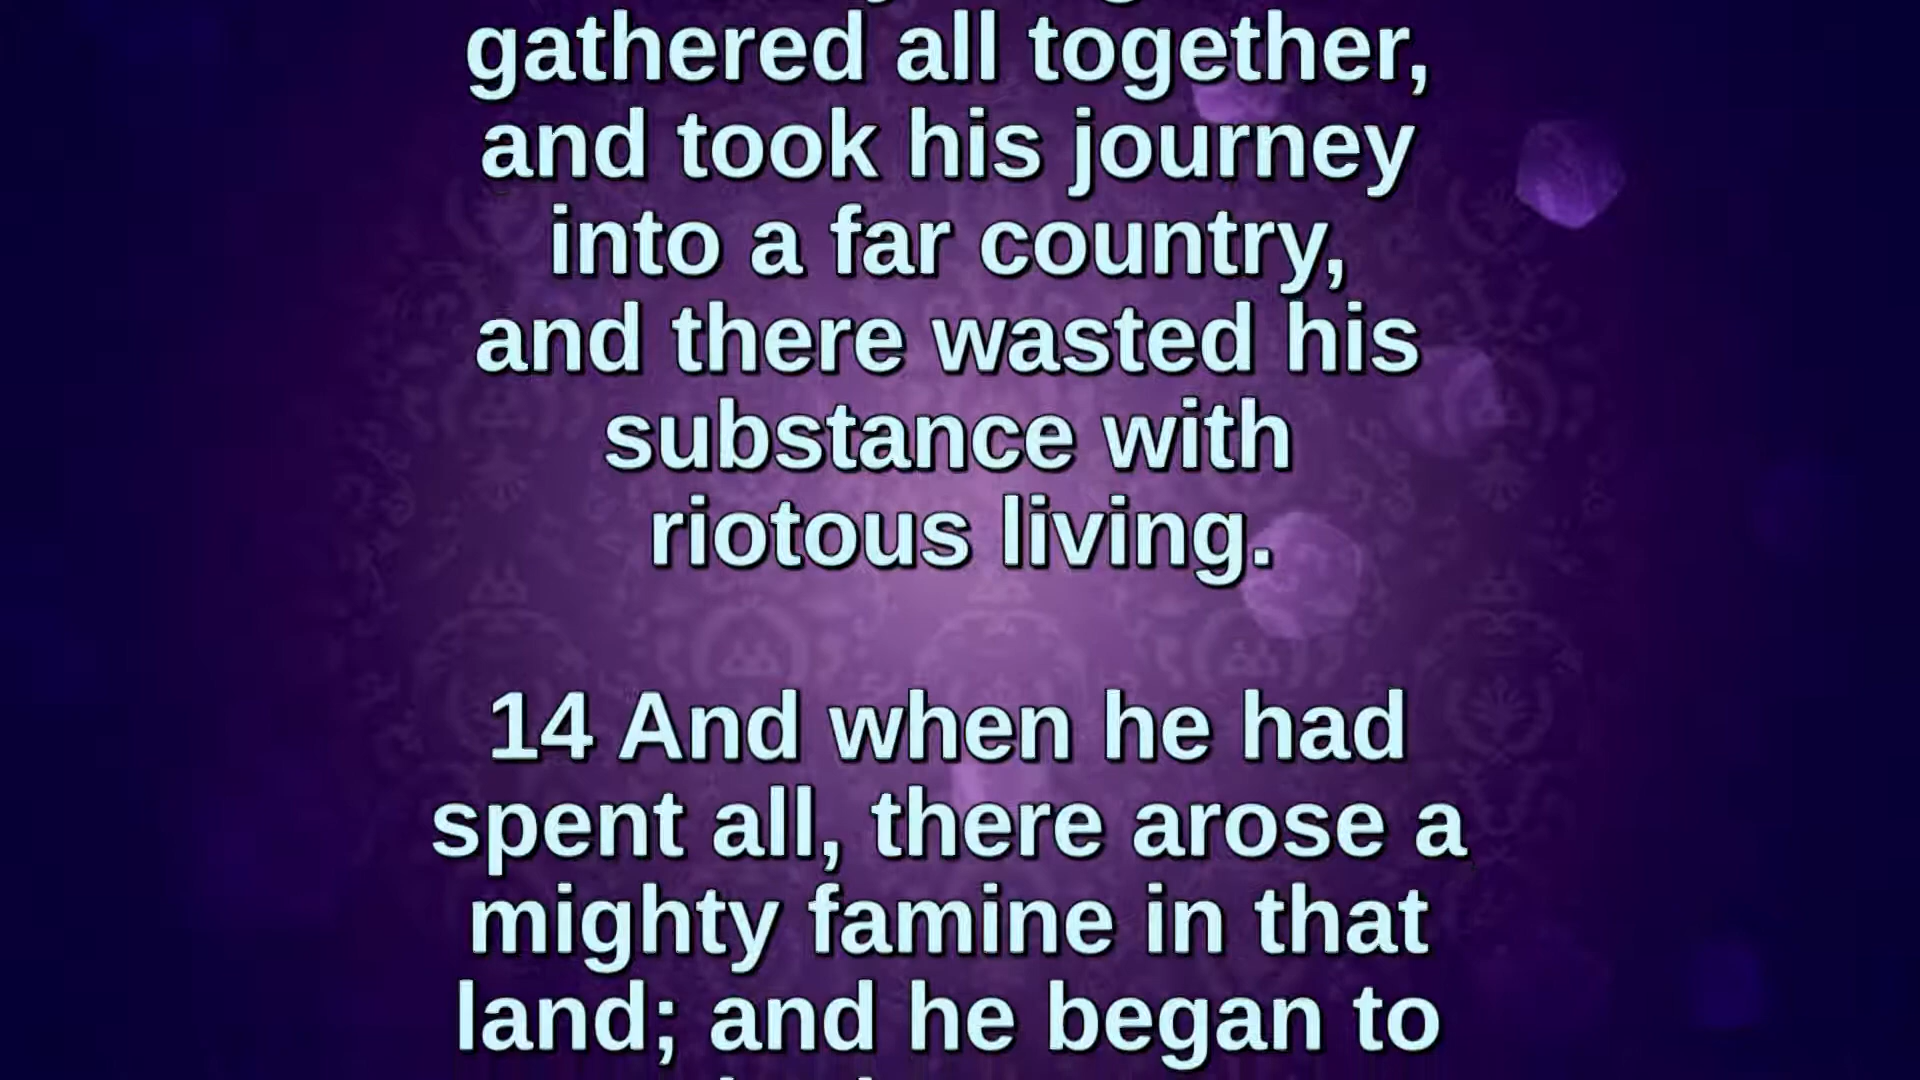 gathered all together,
and took his journey
into a far country,
and there wasted his
substance with
riotous living.
14 And when he had
spent all, there arose a
mighty famine in that
land; and he began to